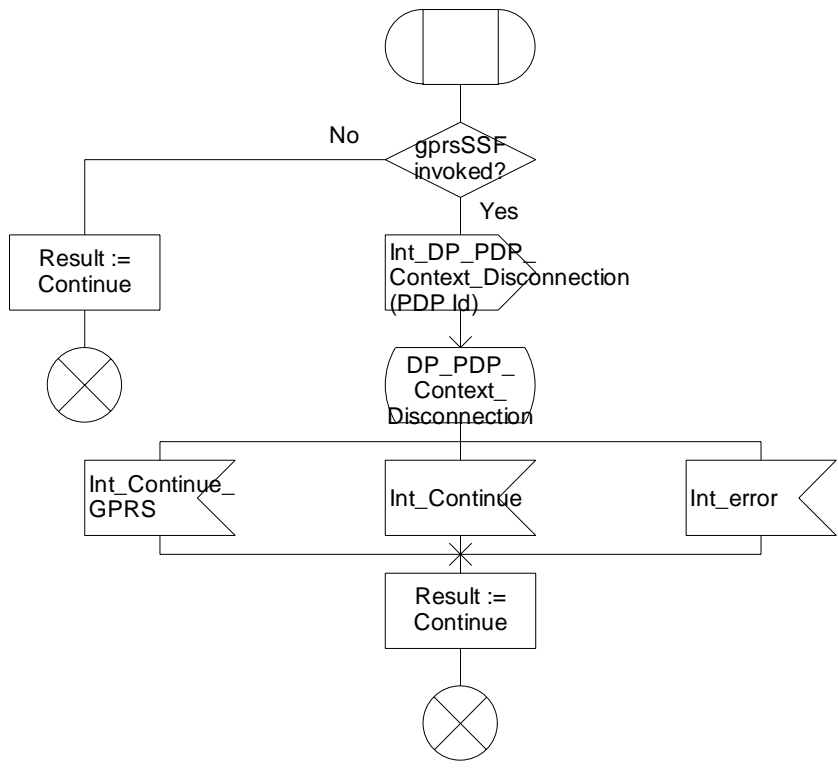 gprsSSF
invoked?
No
Yes
Result :=
Continue
Int_DP_PDP_
Context_Disconnection
(PDP Id)
DP_PDP_
Context_
Disconnection
Int_Continue_
GPRS
Int_Continue
Int_error
Result :=
Continue